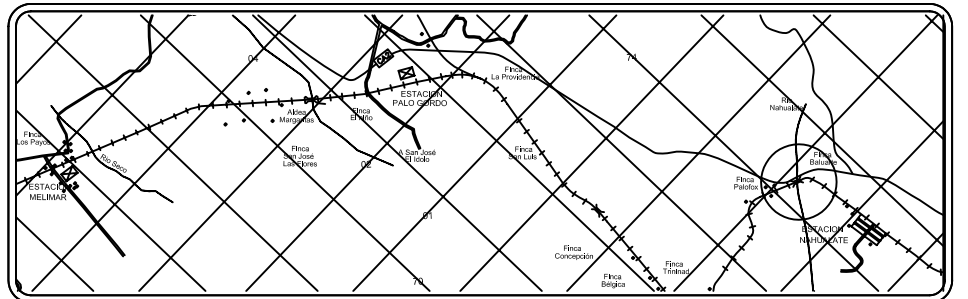 04
74
CAP
Finca
La Providencia
ESTACION
PALO GORDO
Río
Nahualate
Aldea
Margaritas
Finca
El Niño
Finca
Los Payos
Finca
San José
Las Flores
A San José
El Idolo
Finca
San Luis
Finca
Baluarte
Río Seco
02
Finca
Palofox
ESTACION
MELIMAR
01
ESTACION
NAHUALATE
Finca
Concepción
Finca
Trininad
Finca
Bélgica
70